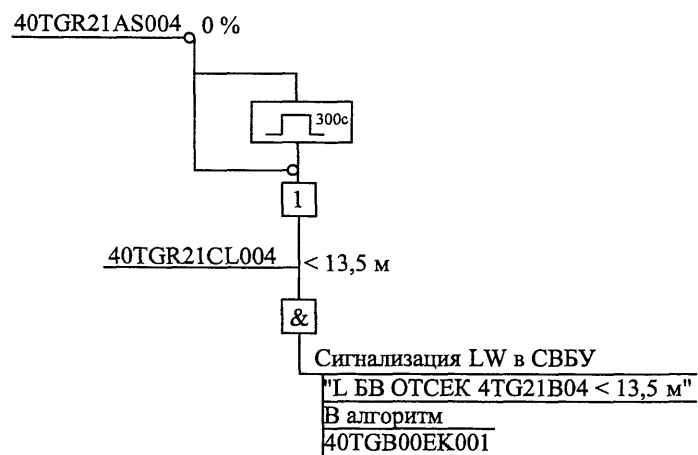 40TGR21AS004 0 %
300с
1
40TGR21CL004 < 13,5 м
&
Сигнализация LW в СВБУ
"L БВ ОТСЕК 4TG21B04 < 13,5 м"
В алгоритм
40TGB00EK001